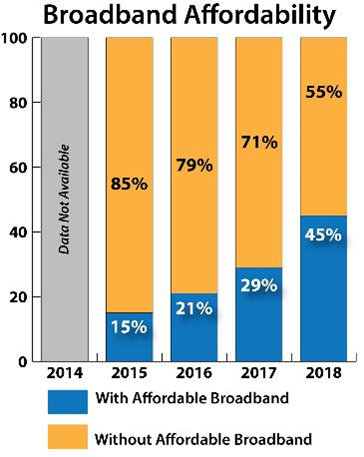 Broadband Affordability
100
80
60
40
20
0
Data Not Available
85%
15%
79%
21%
71%
29%
55%
45%
2014 2015 2016 2017 2018
With Affordable Broadband
Without Affordable Broadband